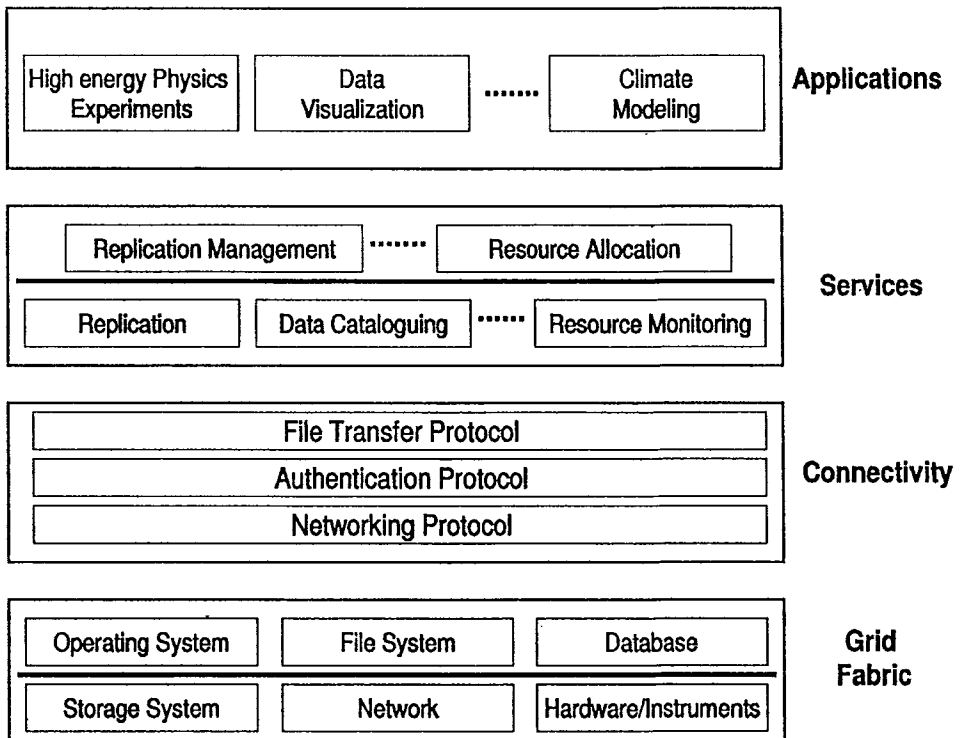 High energy Physics
Experiments
Data
Visualization
.......
Climate
Modeling
Applications
Replication Management
.......
Resource Allocation
Services
Replication
Data Cataloguing
......
Resource Monitoring
File Transfer Protocol
Authentication Protocol
Connectivity
Networking Protocol
Operating System
File System
Database
Grid
Fabric
Storage System
Network
Hardware/Instruments